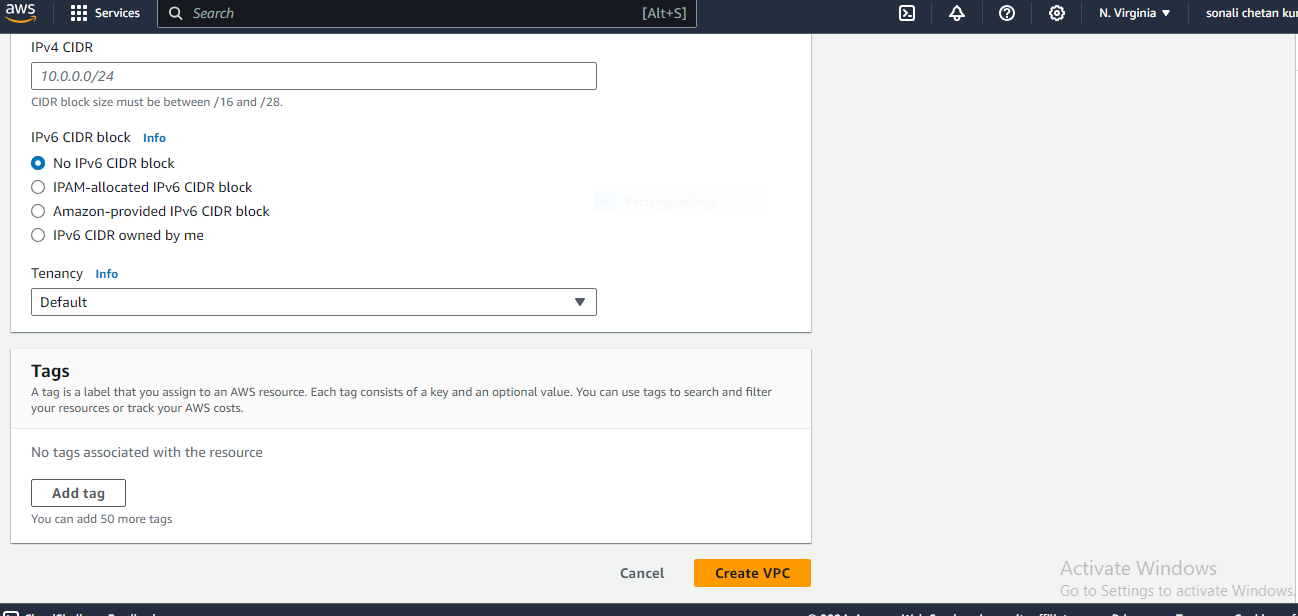 aws
Services
Search
[Alt+S]
N. Virginia
sonali chetan
IPv4 CIDR
10.0.0.0/24
CIDR block size must be between /16 and /28.
IPv6 CIDR block Info
No IPv6 CIDR block
IPAM-allocated IPv6 CIDR block
Rectangular Snip
Amazon-provided IPv6 CIDR block
IPv6 CIDR owned by me
Tenancy Info
Default
Tags
A tag is a label that you assign to an AWS resource. Each tag consists of a key and an optional value. You can use tags to search and filter
your resources or track your AWS costs.
No tags associated with the resource
Add tag
You can add 50 more tags
Cancel
Create VPC
Activate Windows
Go to Settings to activate Windows.